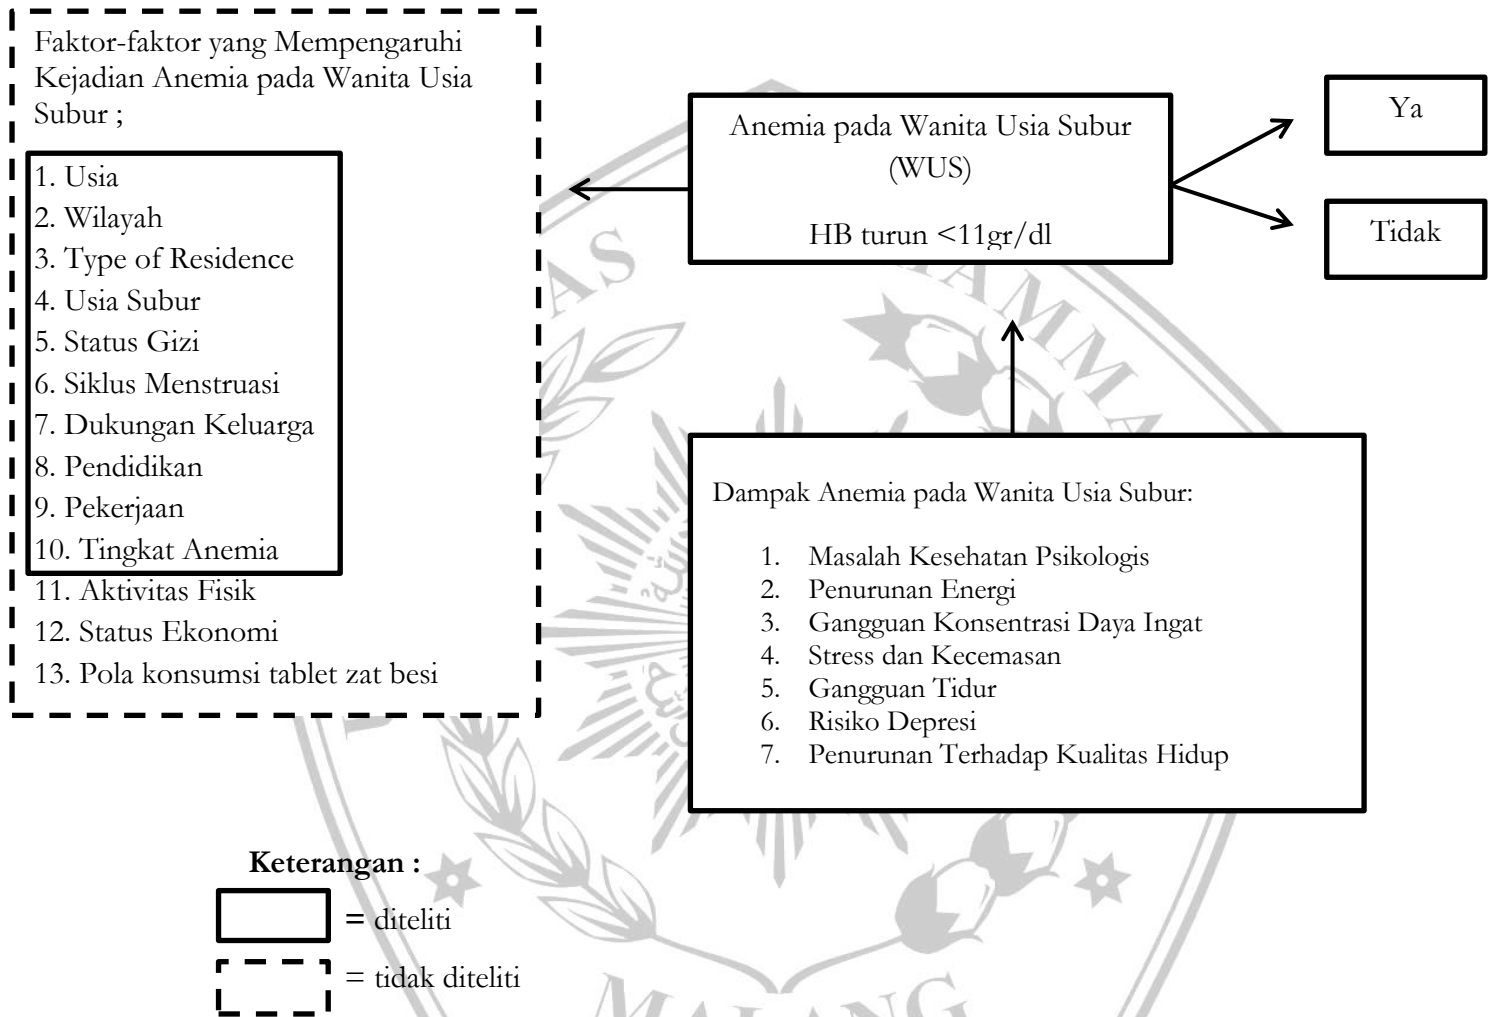 Faktor-faktor yang Mempengaruhi
Kejadian Anemia pada Wanita Usia
Subur ;
1. Usia
2. Wilayah
3. Type of Residence
4. Usia Subur
5. Status Gizi
6. Siklus Menstruasi
7. Dukungan Keluarga
8. Pendidikan
9. Pekerjaan
10. Tingkat Anemia
11. Aktivitas Fisik
12. Status Ekonomi
13. Pola konsumsi tablet zat besi
Anemia pada Wanita Usia Subur
(WUS)
HB turun <11gr/dl
Ya
Tidak
Dampak Anemia pada Wanita Usia Subur:
1. Masalah Kesehatan Psikologis
2. Penurunan Energi
3. Gangguan Konsentrasi Daya Ingat
4. Stress dan Kecemasan
5. Gangguan Tidur
6. Risiko Depresi
7. Penurunan Terhadap Kualitas Hidup
Keterangan :
= diteliti
= tidak diteliti
MALANG